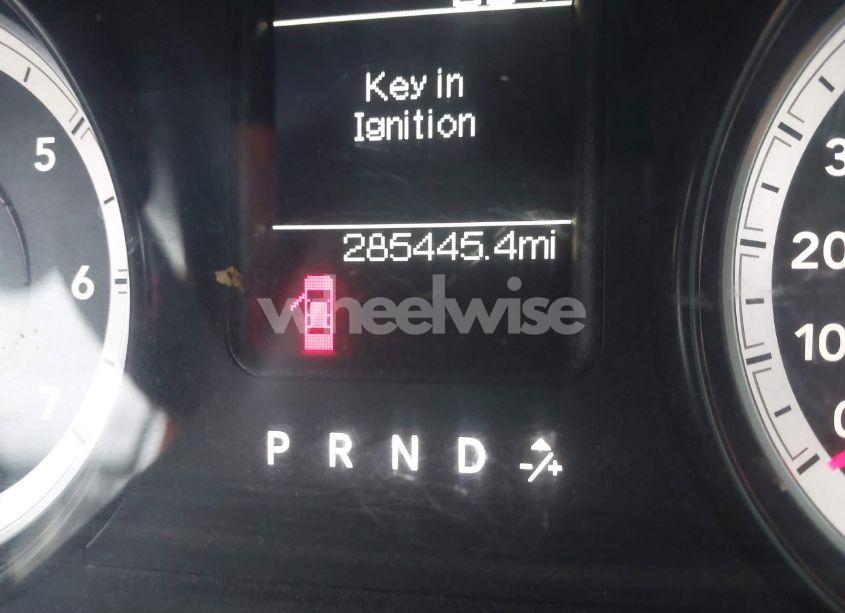 Key in
Ignition
285445.4mi
wheelwise
5
6
7
P R N D -/+
3
20
10
0